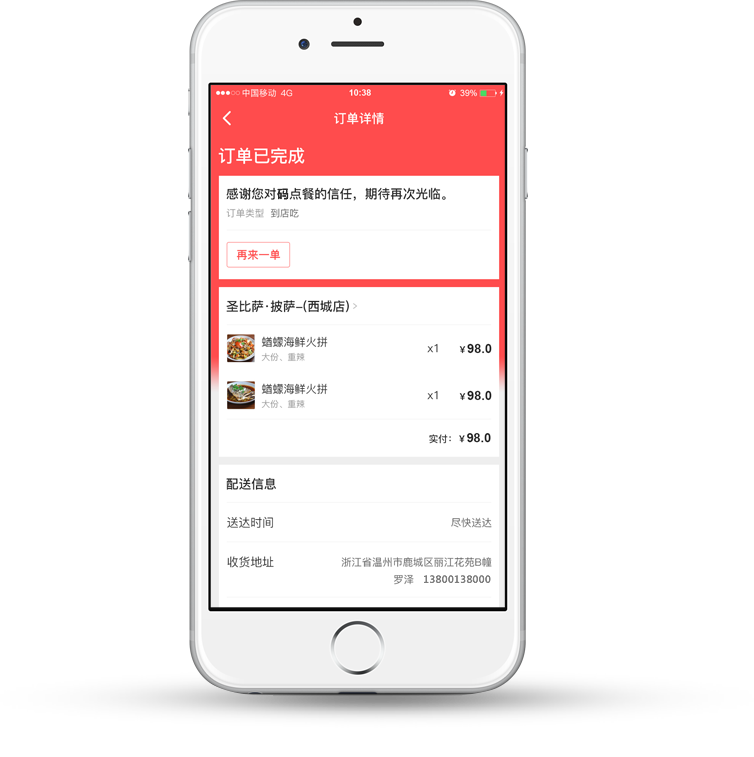 中国移动 4G 10:38 39%
订单详情
订单已完成
感谢您对码点餐的信任，期待再次光临。
订单类型 到店吃
再来一单
圣比萨·披萨-(西城店)
蝤蠓海鲜火拼 x1 ¥98.0
大份、重辣
蝤蠓海鲜火拼 x1 ¥98.0
大份、重辣
实付：¥98.0
配送信息
送达时间 尽快送达
收货地址 浙江省温州市鹿城区丽江花苑B幢
罗泽 13800138000